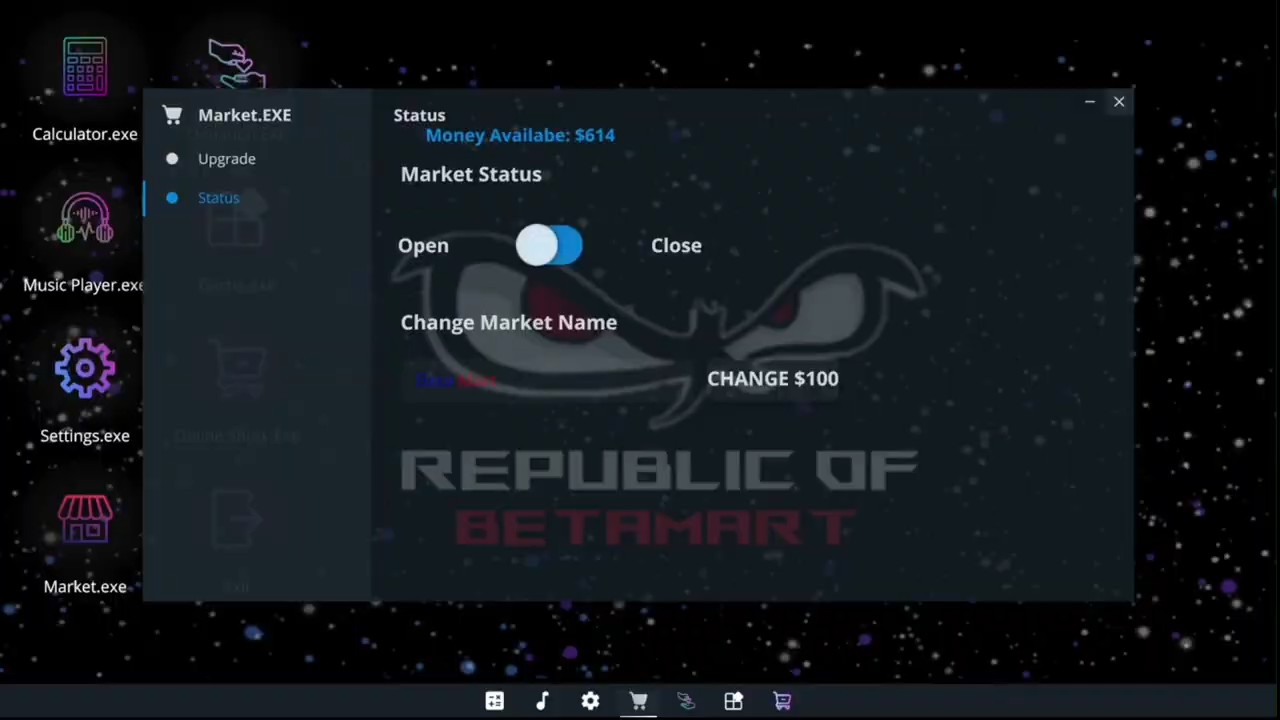 Calculator.exe
Music Player.exe
Settings.exe
Market.exe
Market.EXE
Upgrade
Status
Exit
Status
Money Availabe: $614
Market Status
Open
Close
Change Market Name
CHANGE $100
REPUBLIC OF
BETAMART